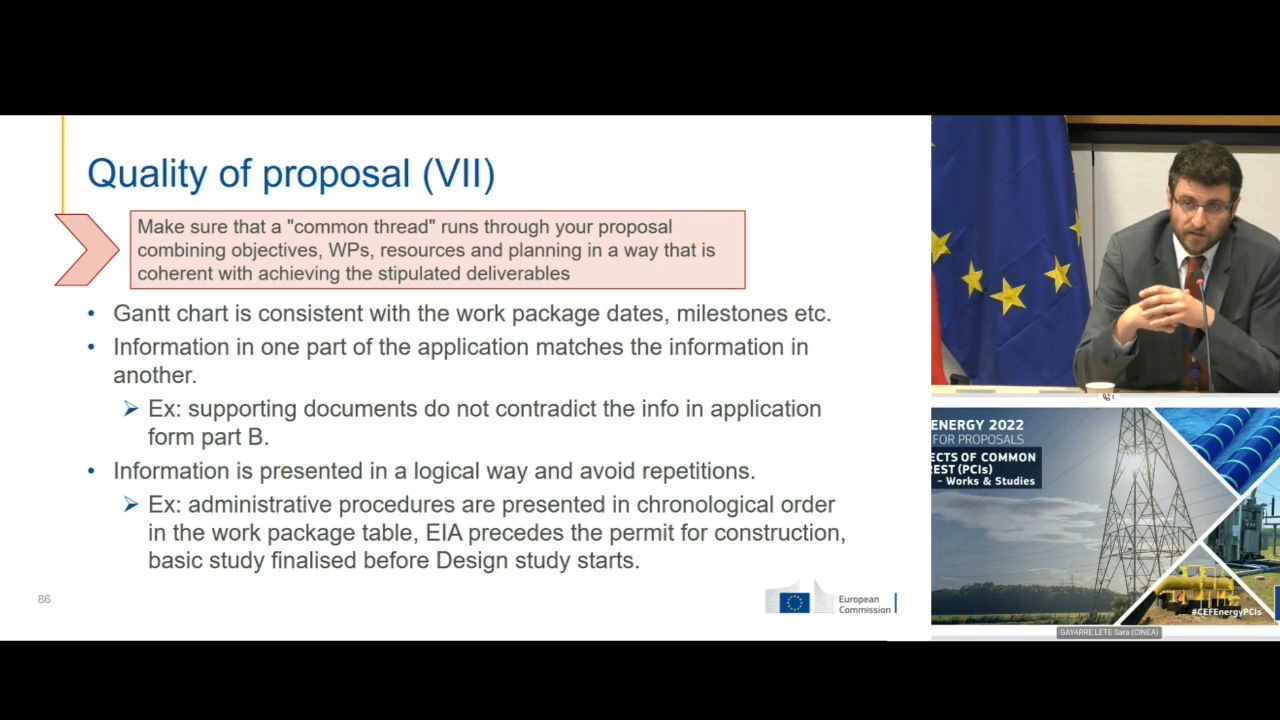 Quality of proposal (VII)
Make sure that a "common thread" runs through your proposal
combining objectives, WPs, resources and planning in a way that is
coherent with achieving the stipulated deliverables
• Gantt chart is consistent with the work package dates, milestones etc.
• Information in one part of the application matches the information in
another.
➢ Ex: supporting documents do not contradict the info in application
form part B.
• Information is presented in a logical way and avoid repetitions.
➢ Ex: administrative procedures are presented in chronological order
in the work package table, EIA precedes the permit for construction,
basic study finalised before Design study starts.
86
European
Commission
ENERGY 2022
FOR PROPOSALS
ECTS OF COMMON
REST (PCIs)
- Works & Studies
#CEFEnergyPCIs
GAYARRE LETE Sara (CINEA)